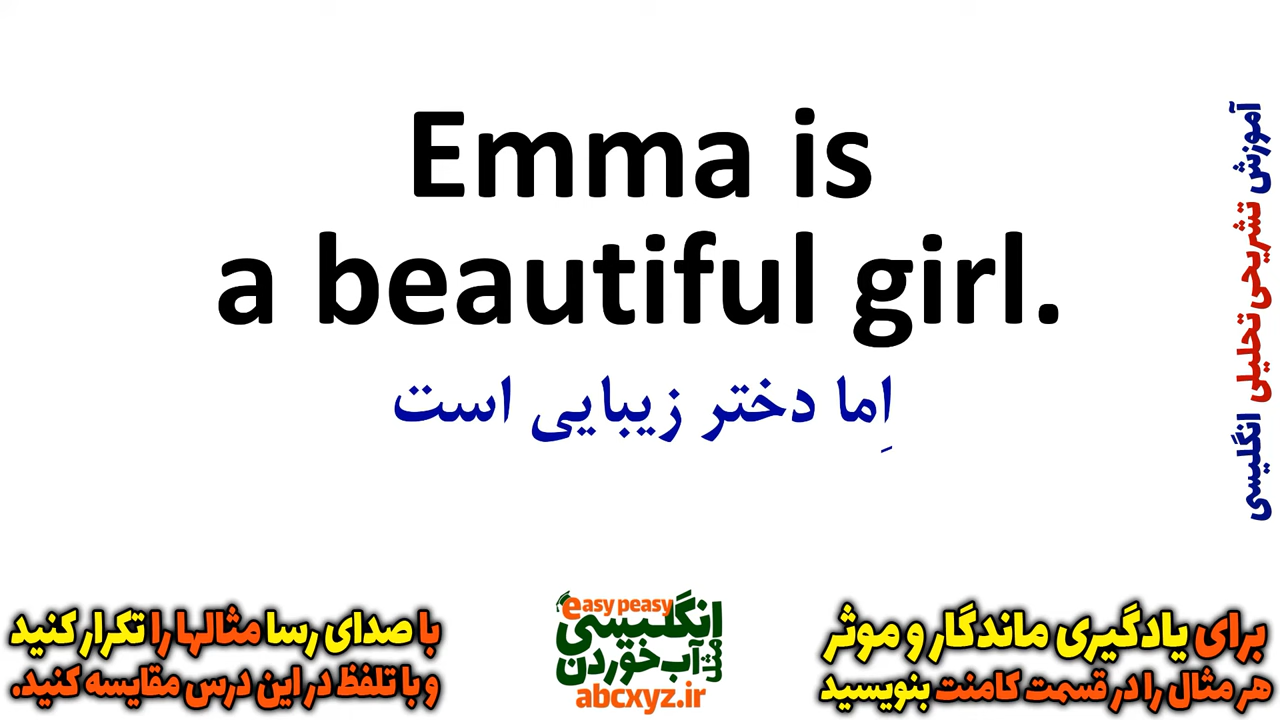 Emma is
a beautiful girl.
اِما دختر زیبایی است
آموزش تشریحی تحلیلی انگلیسی
برای یادگیری ماندگار و موثر
هر مثال را در قسمت کامنت بنویسید
easy peasy
انگلیسی
مثل آب خوردن
abcxyz.ir
با صدای رسا مثالها را تکرار کنید
و با تلفظ در این درس مقایسه کنید.